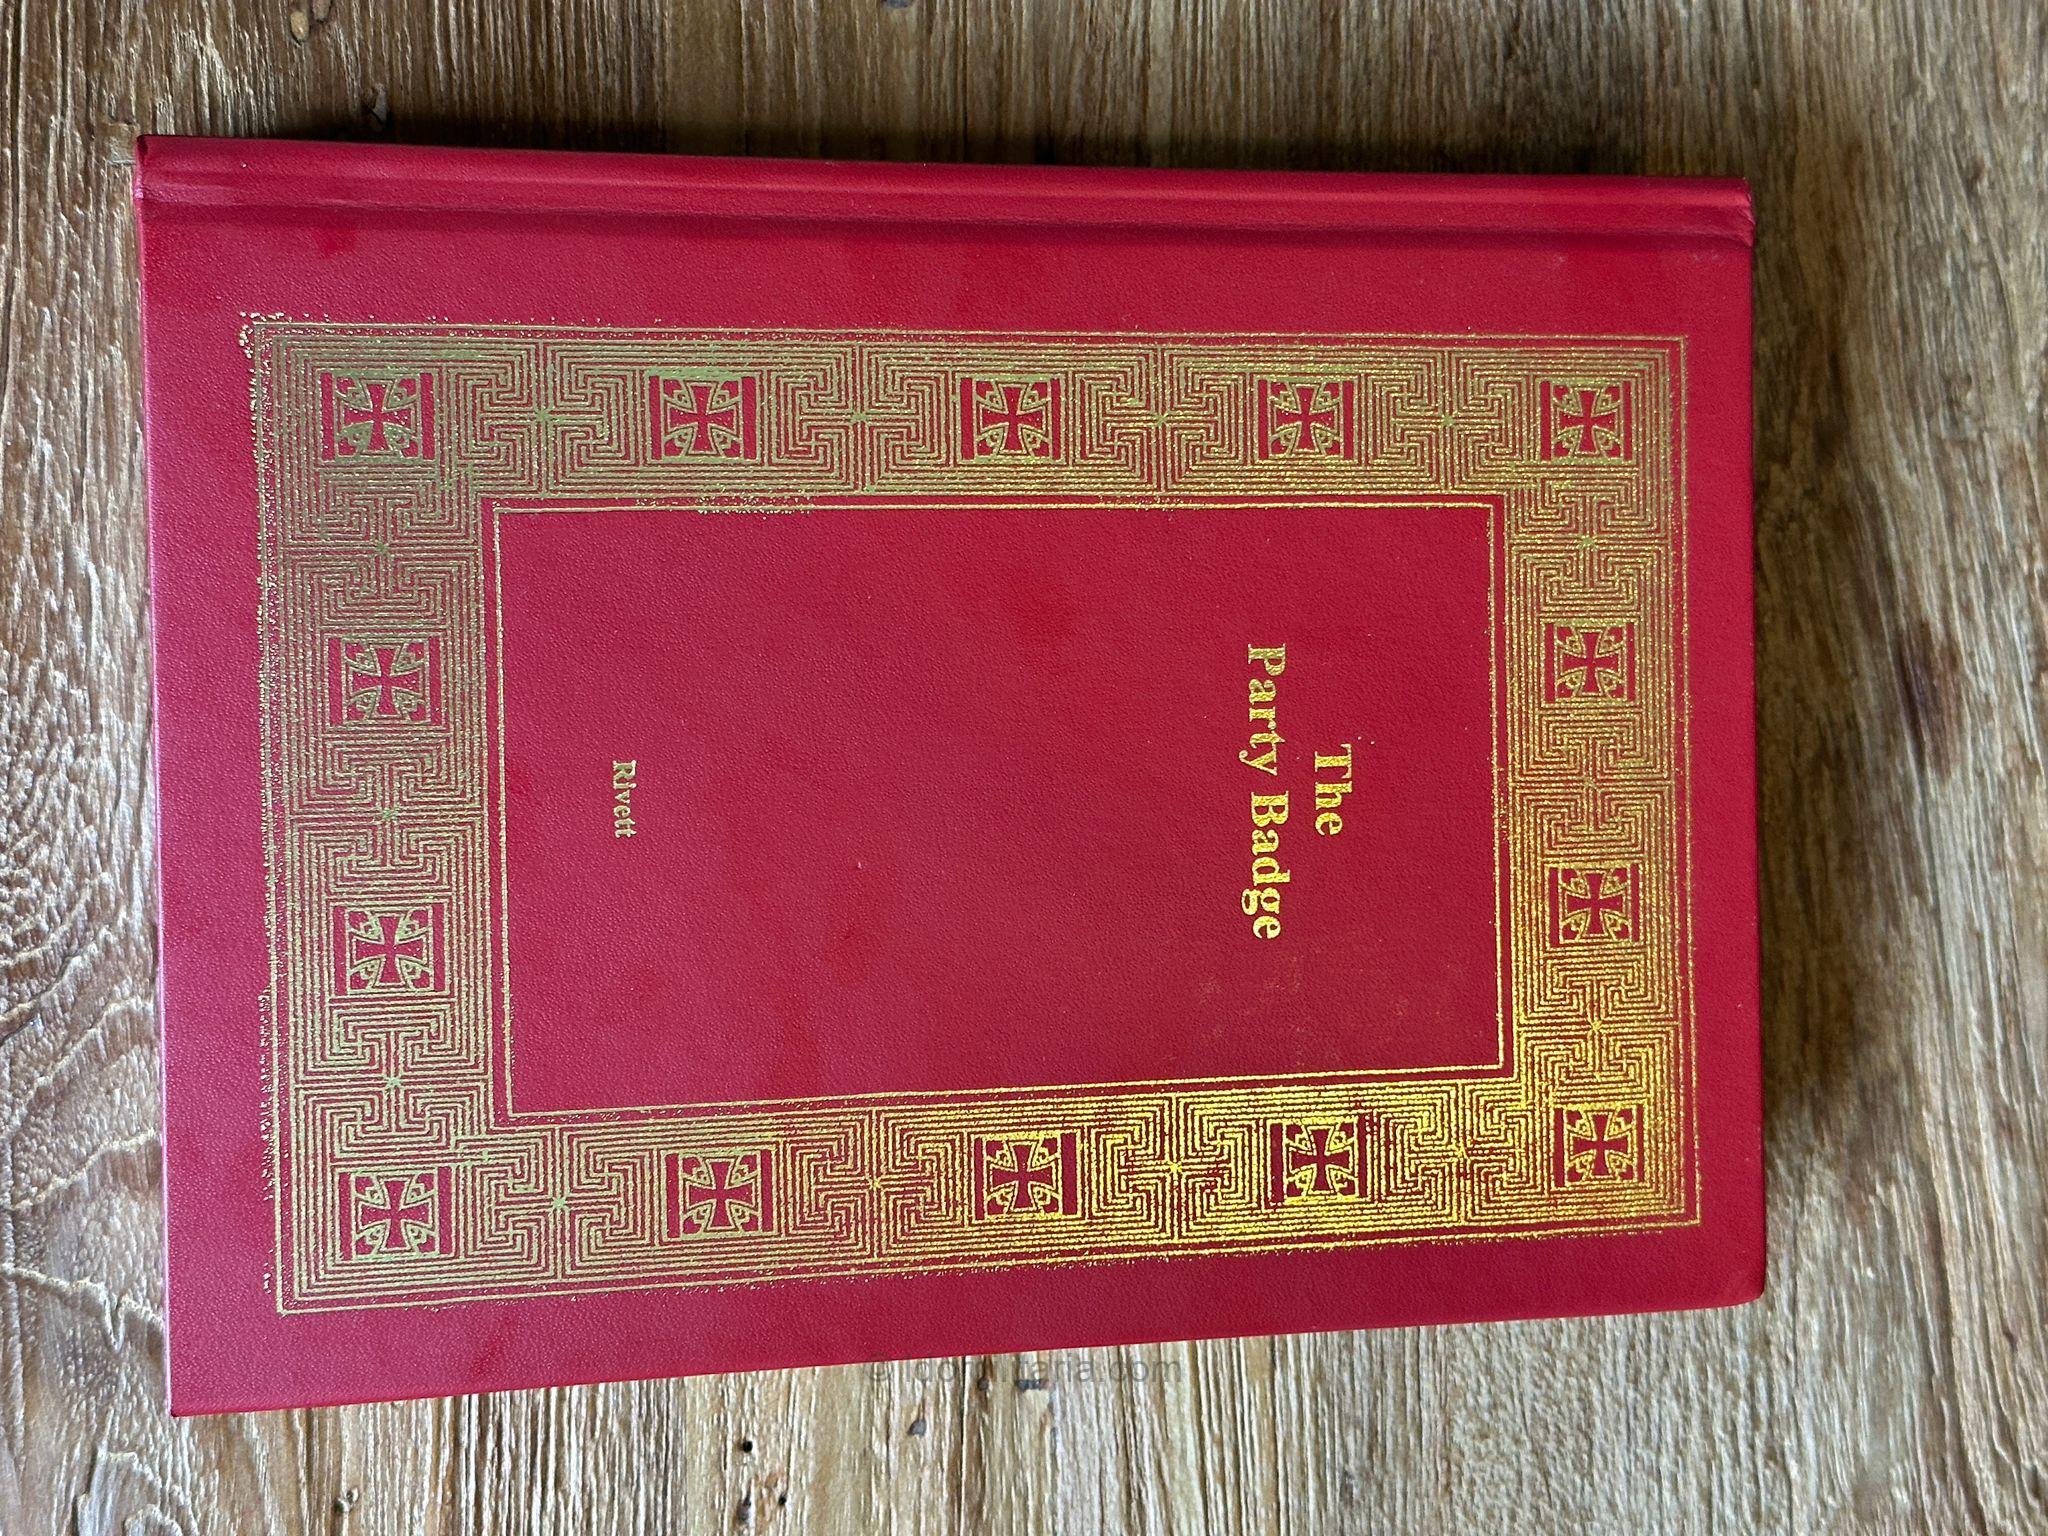 The
Party Badge
Rivett